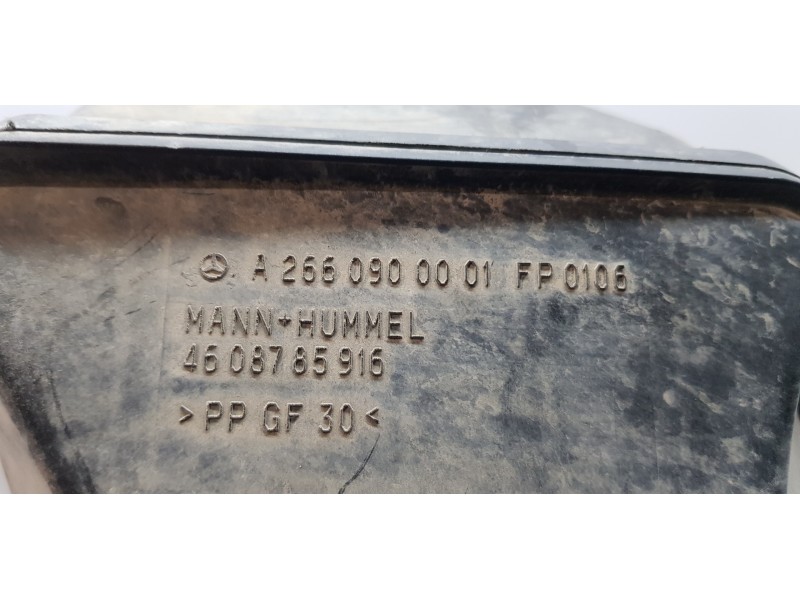 A 266 090 00 01 FP 0106
MANN+HUMMEL
46 087 85 916
>PP GF 30<